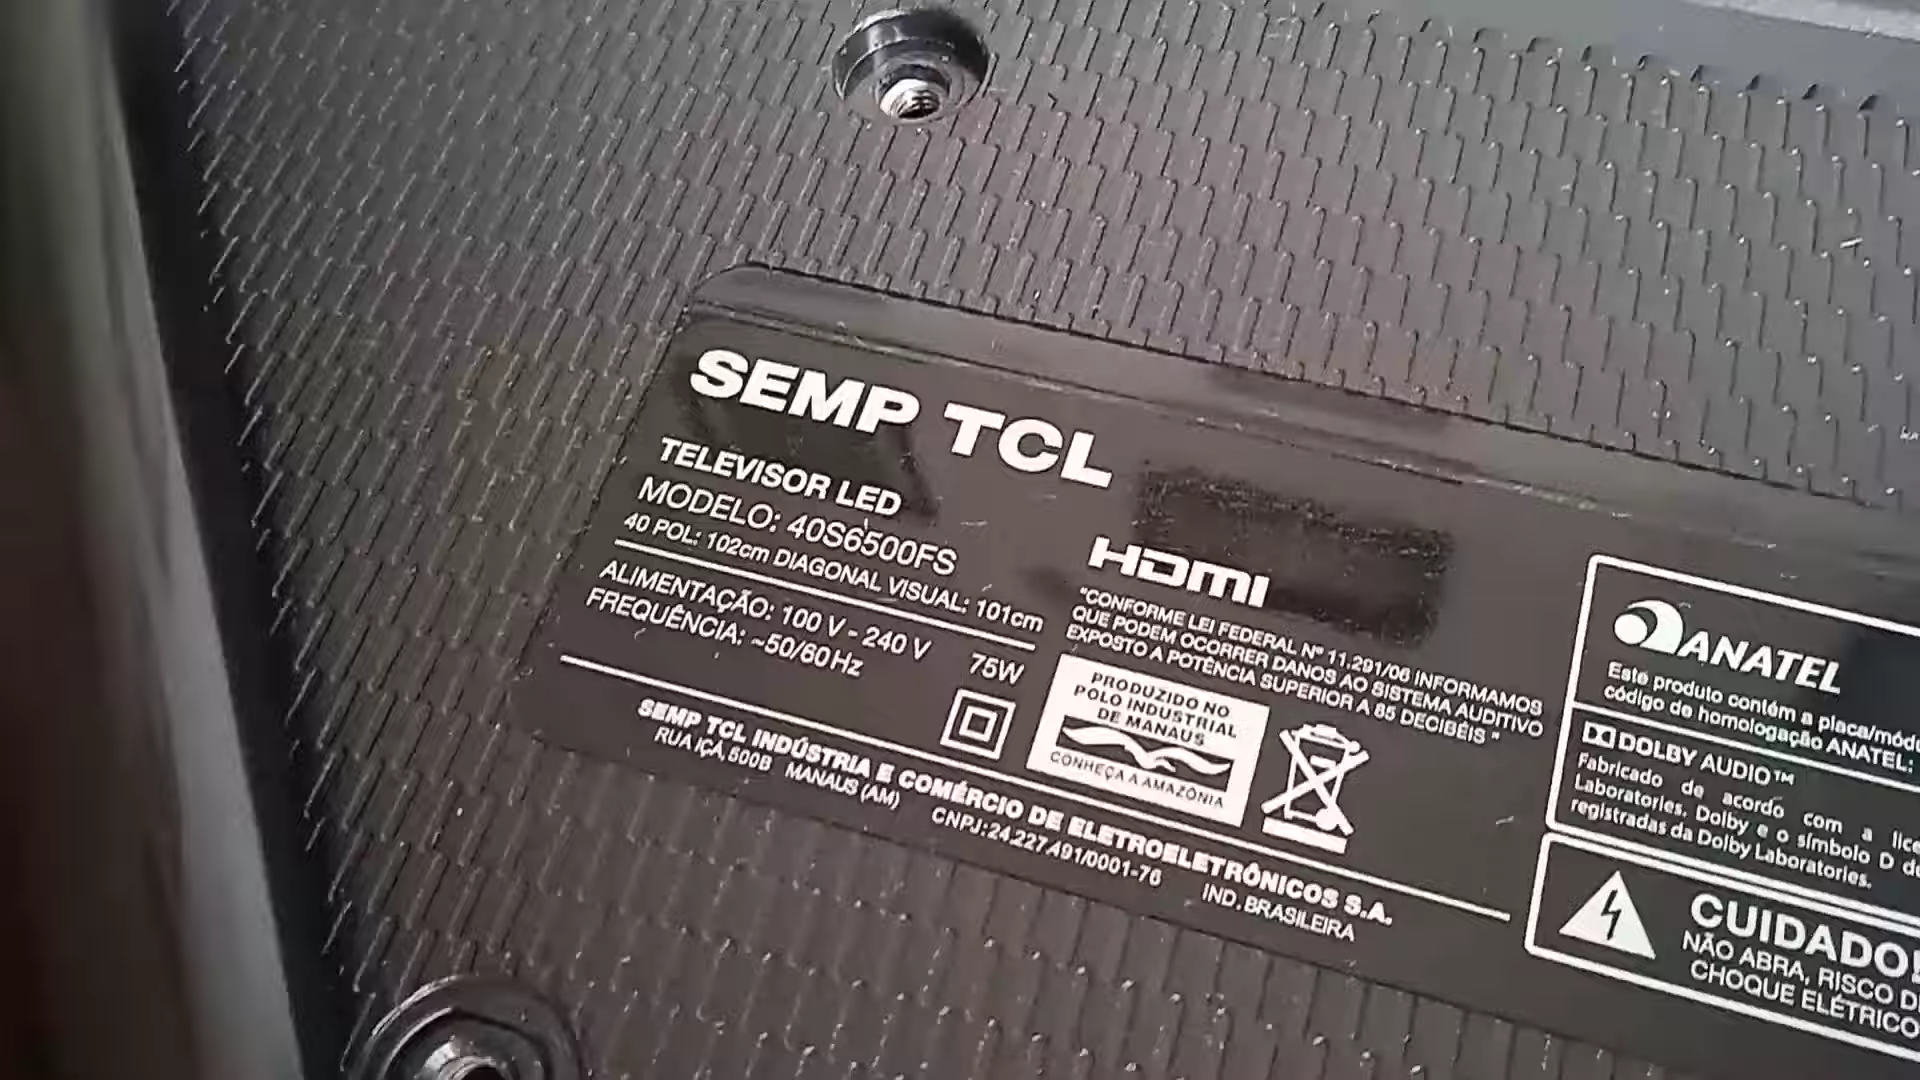 SEMP TCL
TELEVISOR LED
MODELO: 40S6500FS
40 POL: 102cm DIAGONAL VISUAL: 101cm
ALIMENTAÇÃO: 100 V - 240 V
FREQUÊNCIA: ~50/60Hz
75W
HDMI
"CONFORME LEI FEDERAL Nº 11.291/06 INFORMAMOS
QUE PODEM OCORRER DANOS AO SISTEMA AUDITIVO
EXPOSTO A POTÊNCIA SUPERIOR A 85 DECIBÉIS "
PRODUZIDO NO
PÓLO INDUSTRIAL
DE MANAUS
CONHEÇA A AMAZÔNIA
SEMP TCL INDÚSTRIA E COMÉRCIO DE ELETROELETRÔNICOS S.A.
RUA IÇÁ, 500B MANAUS (AM) CNPJ:24.227.491/0001-76 IND. BRASILEIRA
ANATEL
Este produto contém a placa/módu
código de homologação ANATEL:
DOLBY AUDIO™
Fabricado de acordo com a lice
Laboratories. Dolby e o símbolo D du
registradas da Dolby Laboratories.
CUIDADO!
NÃO ABRA, RISCO D
CHOQUE ELÉTRICO